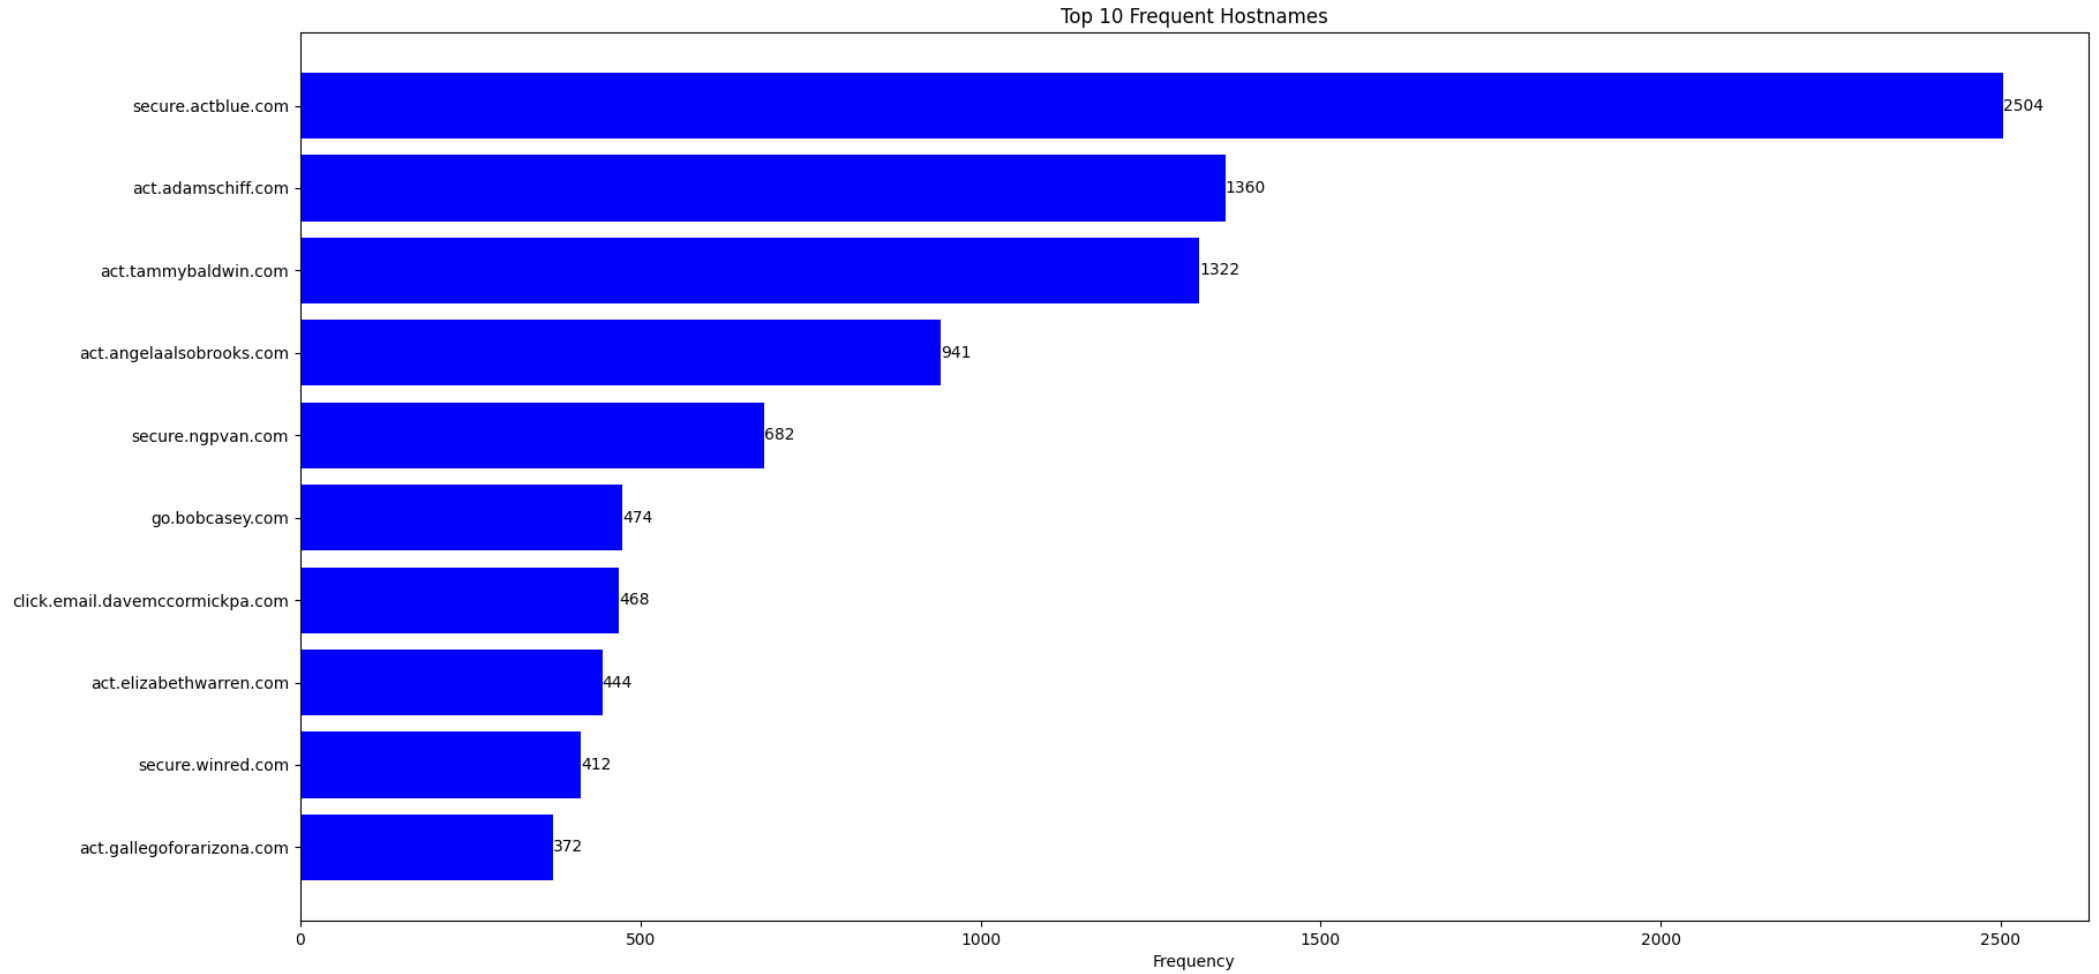 Top 10 Frequent Hostnames
secure.actblue.com 2504
act.adamschiff.com 1360
act.tammybaldwin.com 1322
act.angelaalsobrooks.com 941
secure.ngpvan.com 682
go.bobcasey.com 474
click.email.davemccormickpa.com 468
act.elizabethwarren.com 444
secure.winred.com 412
act.gallegoforarizona.com 372
0 500 1000 1500 2000 2500
Frequency